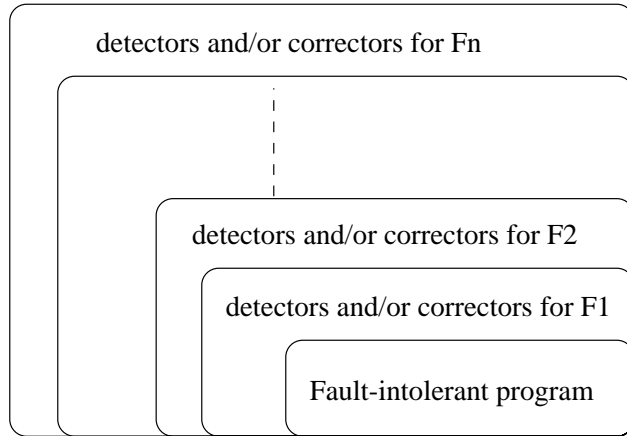 detectors and/or correctors for Fn
detectors and/or correctors for F2
detectors and/or correctors for F1
Fault-intolerant program